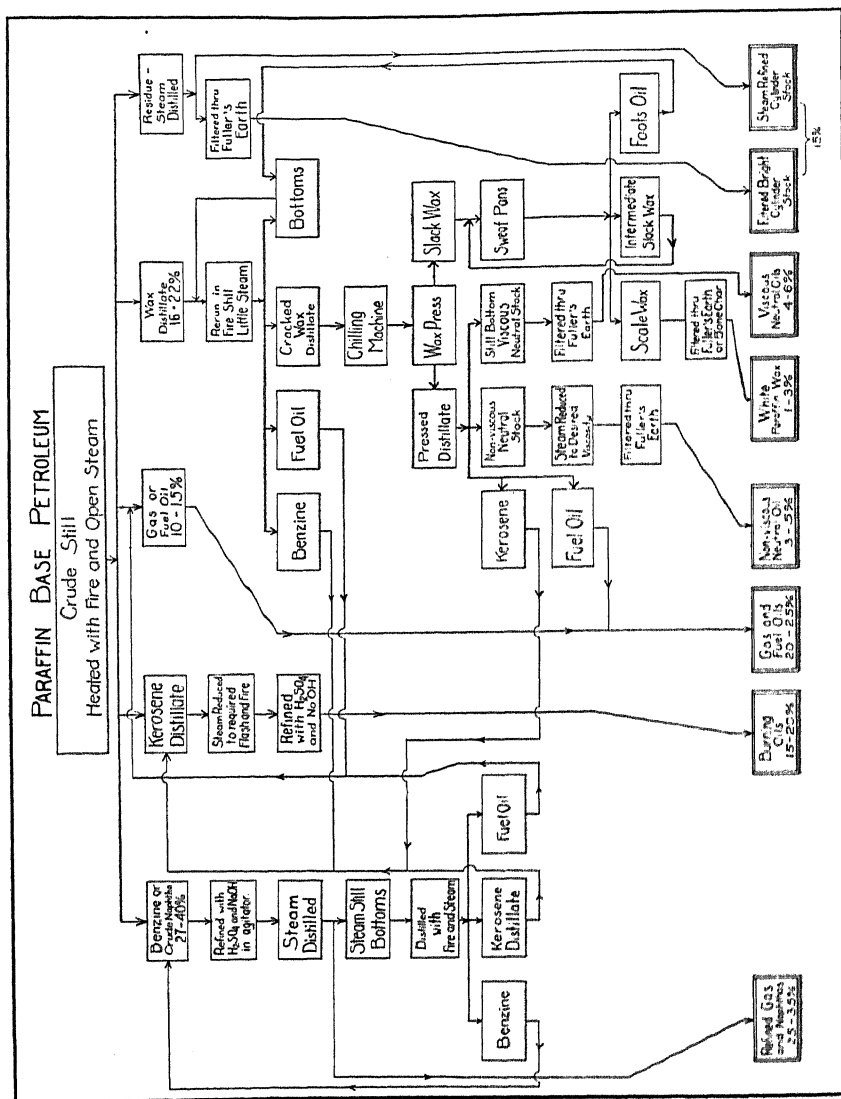 PARAFFIN BASE PETROLEUM
Crude Still
Heated with Fire and Open Steam
Benzine or
Crude Naphtha
27-40%
Refined with
H₂SO₄ and NaOH
in agitator.
Steam
Distilled
Steam Still
Bottoms
Distilled
with
Fire and Steam
Benzine
Kerosene
Distillate
Fuel Oil
Kerosene
Distillate
Steam Reduced
to required
Flash and Fire
Refined
with H₂SO₄
and NaOH
Gas or
Fuel Oil
10-15%
Wax
Distillate
16-22%
Rerun in
Fire Still
Little Steam
Benzine
Fuel Oil
Cracked
Wax
Distillate
Bottoms
Chilling
Machine
Wax Press
Pressed
Distillate
Slack Wax
Kerosene
Fuel Oil
Non-viscous
Neutral
Stock
Steam Reduced
to Desired
Viscosity
Filtered thru
Fuller's
Earth
Still Bottom
Viscous
Neutral Stock
Filtered thru
Fuller's
Earth
Sweat Pans
Intermediate
Slack Wax
Foots Oil
Scale Wax
Filtered thru
Fuller's Earth
or Bone Char
Residue -
Steam
Distilled
Filtered thru
Fuller's
Earth
Refined Gas
and Naphthas
25-35%
Burning
Oils
15-20%
Gas and
Fuel Oils
20-25%
Non-viscous
Neutral Oil
3-5%
White
Paraffin Wax
1-3%
Viscous
Neutral Oils
4-6%
Filtered Bright
Cylinder
Stock
Steam Refined
Cylinder
Stock
15%